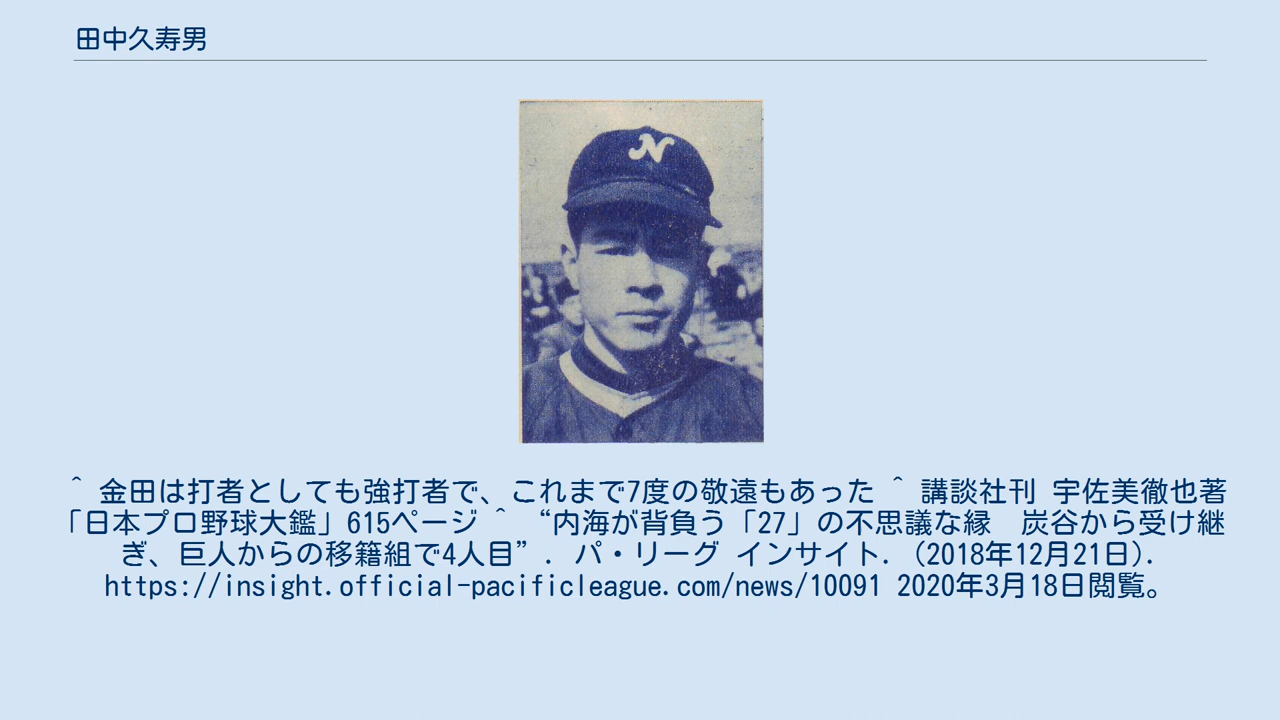 田中久寿男
N
^ 金田は打者としても強打者で、これまで7度の敬遠もあった ^ 講談社刊 宇佐美徹也著
「日本プロ野球大鑑」615ページ ^ “内海が背負う「27」の不思議な縁　炭谷から受け継
ぎ、巨人からの移籍組で4人目”. パ・リーグ インサイト. (2018年12月21日).
https://insight.official-pacificleague.com/news/10091 2020年3月18日閲覧。